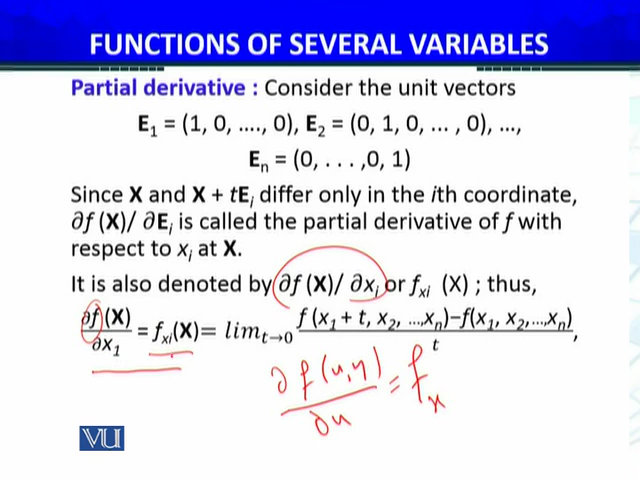 FUNCTIONS OF SEVERAL VARIABLES
Partial derivative : Consider the unit vectors
E₁ = (1, 0, ...., 0), E₂ = (0, 1, 0, ... , 0), ...,
Eₙ = (0, . . . ,0, 1)
Since X and X + tEᵢ differ only in the ith coordinate,
∂f (X)/ ∂Eᵢ is called the partial derivative of f with
respect to xᵢ at X.
It is also denoted by ∂f (X)/ ∂xᵢ or fₓᵢ (X) ; thus,
∂f (X)/∂x₁ = fₓᵢ(X)= lim t→0 f (x₁ + t, x₂, ...,xₙ)−f(x₁, x₂,...,xₙ)/t ,
∂ f(x,y)/∂x = fₓ
VU